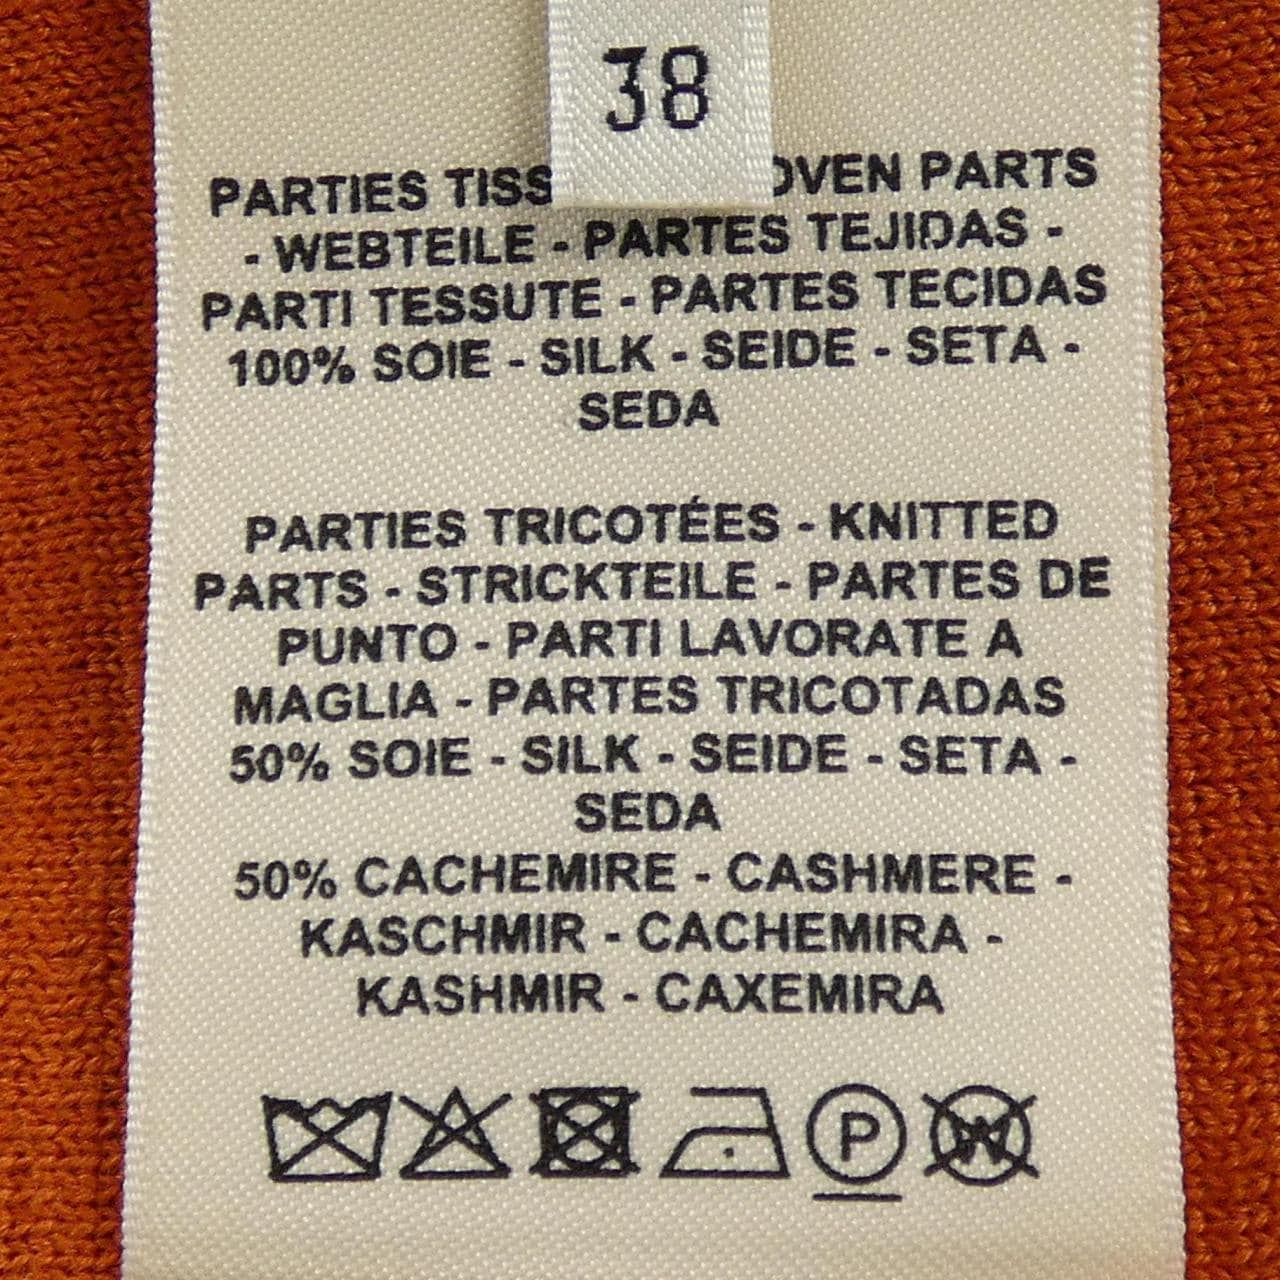 38
PARTIES PARTS
- WEBTEILE - PARTES TEJIDAS -
PARTI TESSUTE - PARTES TECIDAS
100% SOIE - SILK - SEIDE - SETA -
SEDA
PARTIES TRICOTÉES - KNITTED
PARTS - STRICKTEILE - PARTES DE
PUNTO - PARTI LAVORATE A
MAGLIA - PARTES TRICOTADAS
50% SOIE - SILK - SEIDE - SETA -
SEDA
50% CACHEMIRE - CASHMERE -
KASCHMIR - CACHEMIRA -
KASHMIR - CAXEMIRA
P W